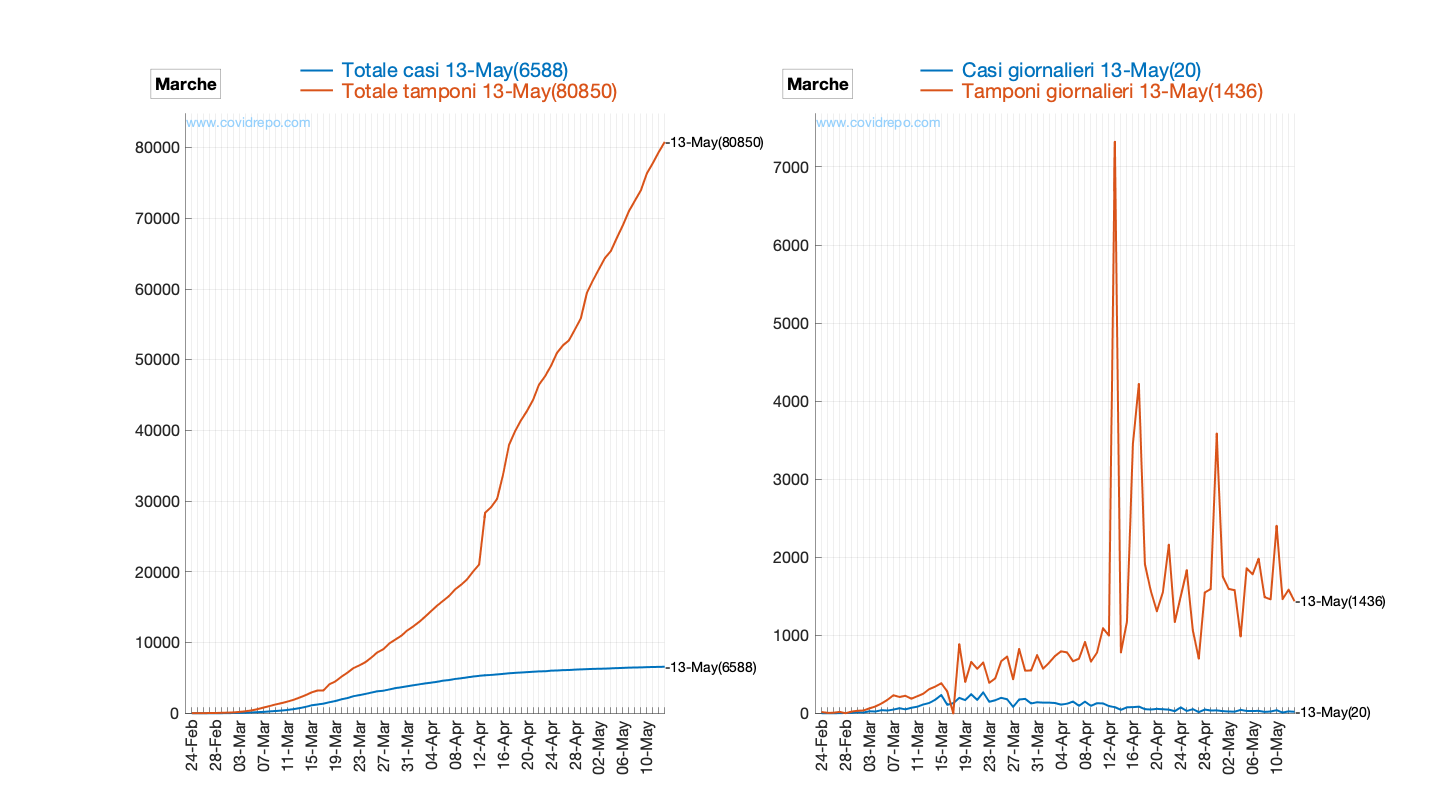 Marche
Totale casi 13-May(6588)
Totale tamponi 13-May(80850)
www.covidrepo.com
80000
70000
60000
50000
40000
30000
20000
10000
0
13-May(80850)
13-May(6588)
24-Feb
28-Feb
03-Mar
07-Mar
11-Mar
15-Mar
19-Mar
23-Mar
27-Mar
31-Mar
04-Apr
08-Apr
12-Apr
16-Apr
20-Apr
24-Apr
28-Apr
02-May
06-May
10-May
Marche
Casi giornalieri 13-May(20)
Tamponi giornalieri 13-May(1436)
www.covidrepo.com
7000
6000
5000
4000
3000
2000
1000
0
13-May(1436)
13-May(20)
24-Feb
28-Feb
03-Mar
07-Mar
11-Mar
15-Mar
19-Mar
23-Mar
27-Mar
31-Mar
04-Apr
08-Apr
12-Apr
16-Apr
20-Apr
24-Apr
28-Apr
02-May
06-May
10-May